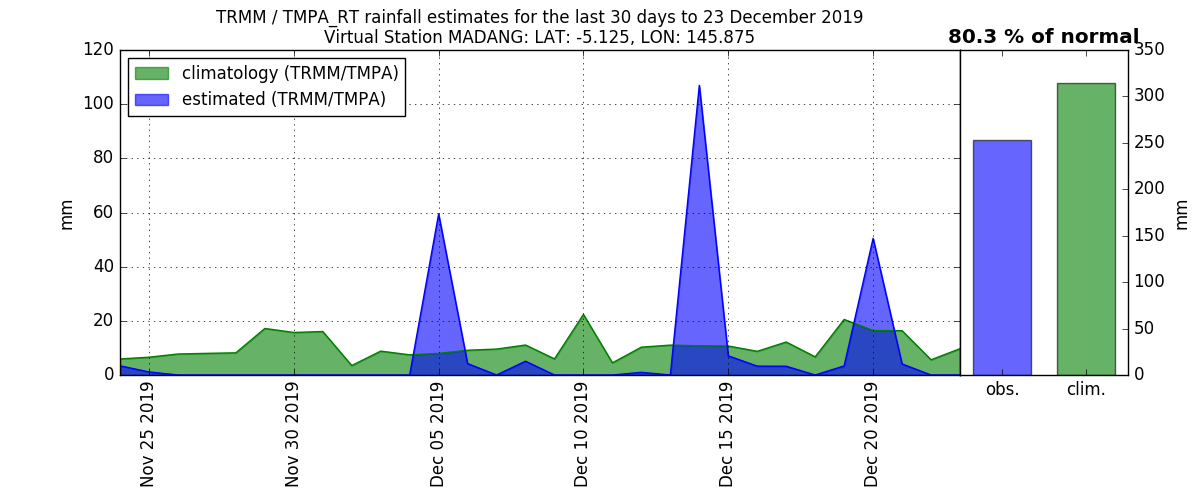 TRMM / TMPA_RT rainfall estimates for the last 30 days to 23 December 2019
Virtual Station MADANG: LAT: -5.125, LON: 145.875
80.3 % of normal
climatology (TRMM/TMPA)
estimated (TRMM/TMPA)
mm
120
100
80
60
40
20
0
Nov 25 2019
Nov 30 2019
Dec 05 2019
Dec 10 2019
Dec 15 2019
Dec 20 2019
350
300
250
200
150
100
50
0
mm
obs.
clim.